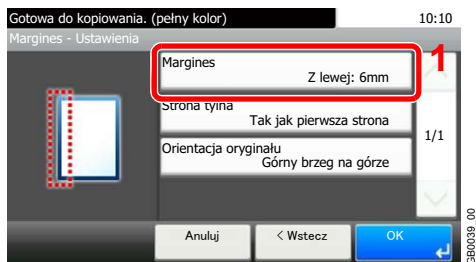 Gotowa do kopiowania. (pełny kolor) 10:10
Margines - Ustawienia
Margines
Z lewej: 6mm
1
Strona tylna
Tak jak pierwsza strona
1/1
Orientacja oryginału
Górny brzeg na górze
Anuluj < Wstecz OK
GB0039_00